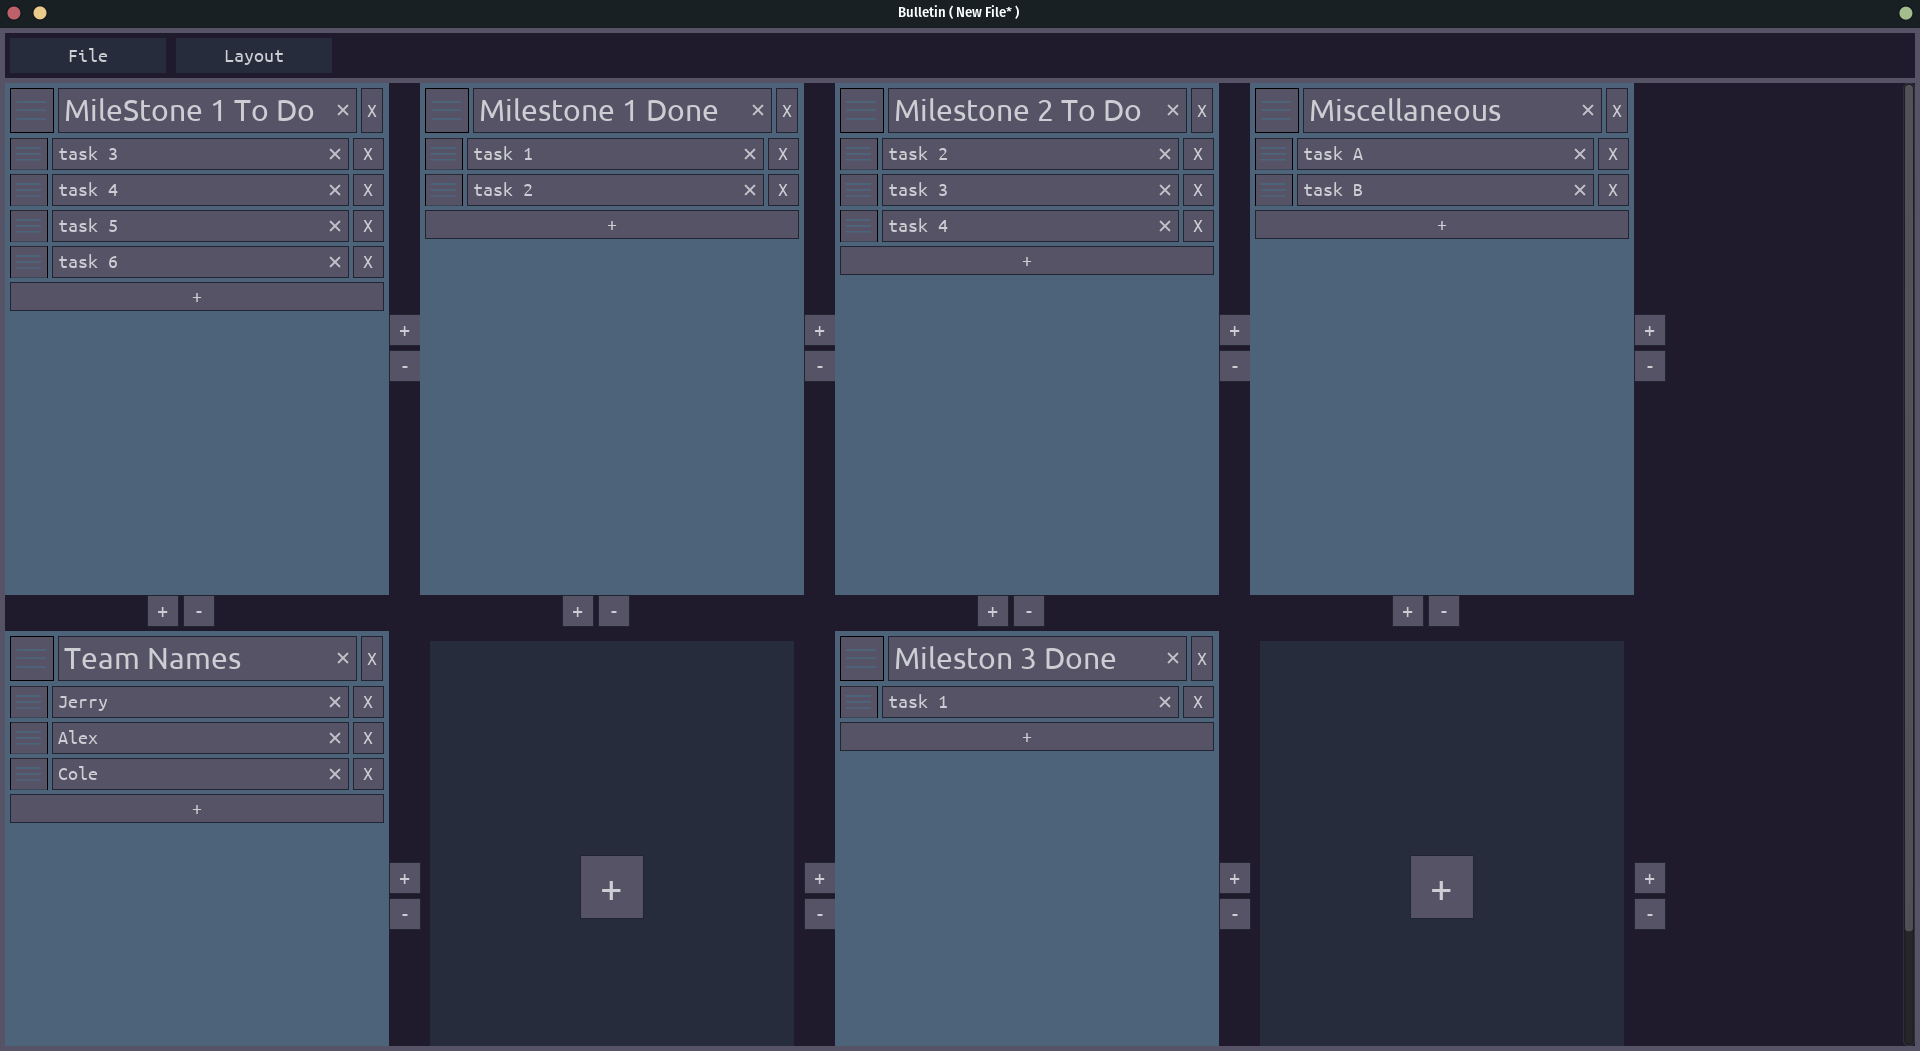 Bulletin ( New File* )
File
Layout
MileStone 1 To Do × X
task 3 × X
task 4 × X
task 5 × X
task 6 × X
+
Milestone 1 Done × X
task 1 × X
task 2 × X
+
Milestone 2 To Do × X
task 2 × X
task 3 × X
task 4 × X
+
Miscellaneous × X
task A × X
task B × X
+
+ + + +
- - - -
+ - + - + - + -
Team Names × X
Jerry × X
Alex × X
Cole × X
+
+
Mileston 3 Done × X
task 1 × X
+
+
+ + + +
- - - -